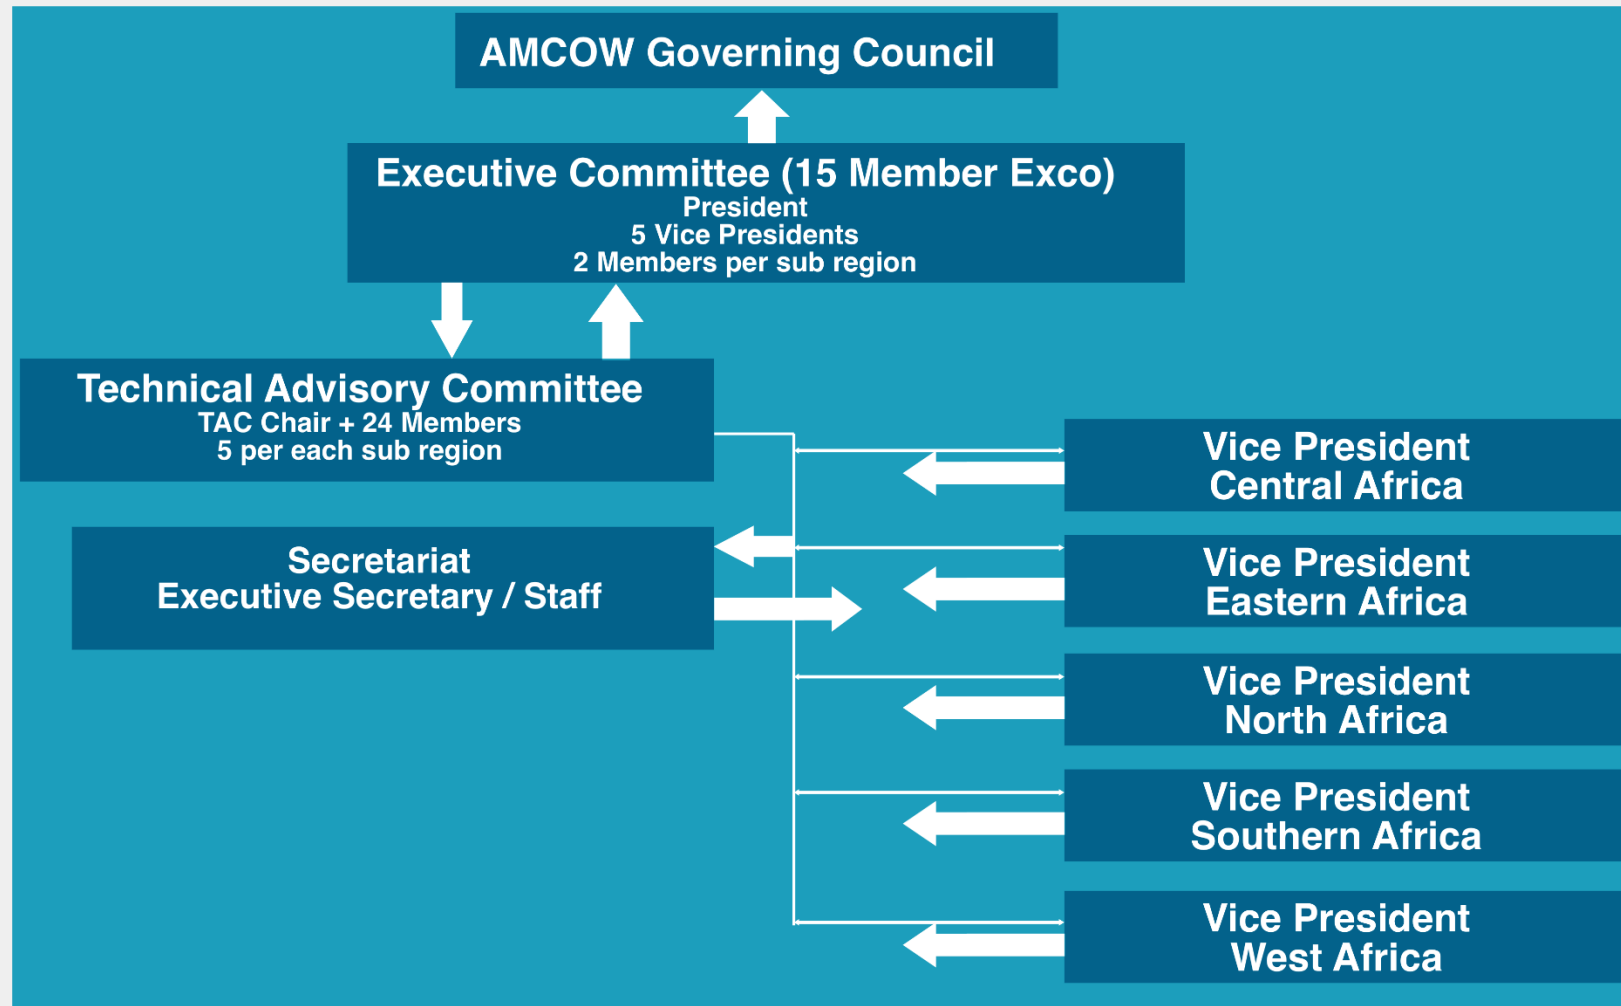 AMCOW Governing Council
Executive Committee (15 Member Exco)
President
5 Vice Presidents
2 Members per sub region
Technical Advisory Committee
TAC Chair + 24 Members
5 per each sub region
Secretariat
Executive Secretary / Staff
Vice President
Central Africa
Vice President
Eastern Africa
Vice President
North Africa
Vice President
Southern Africa
Vice President
West Africa